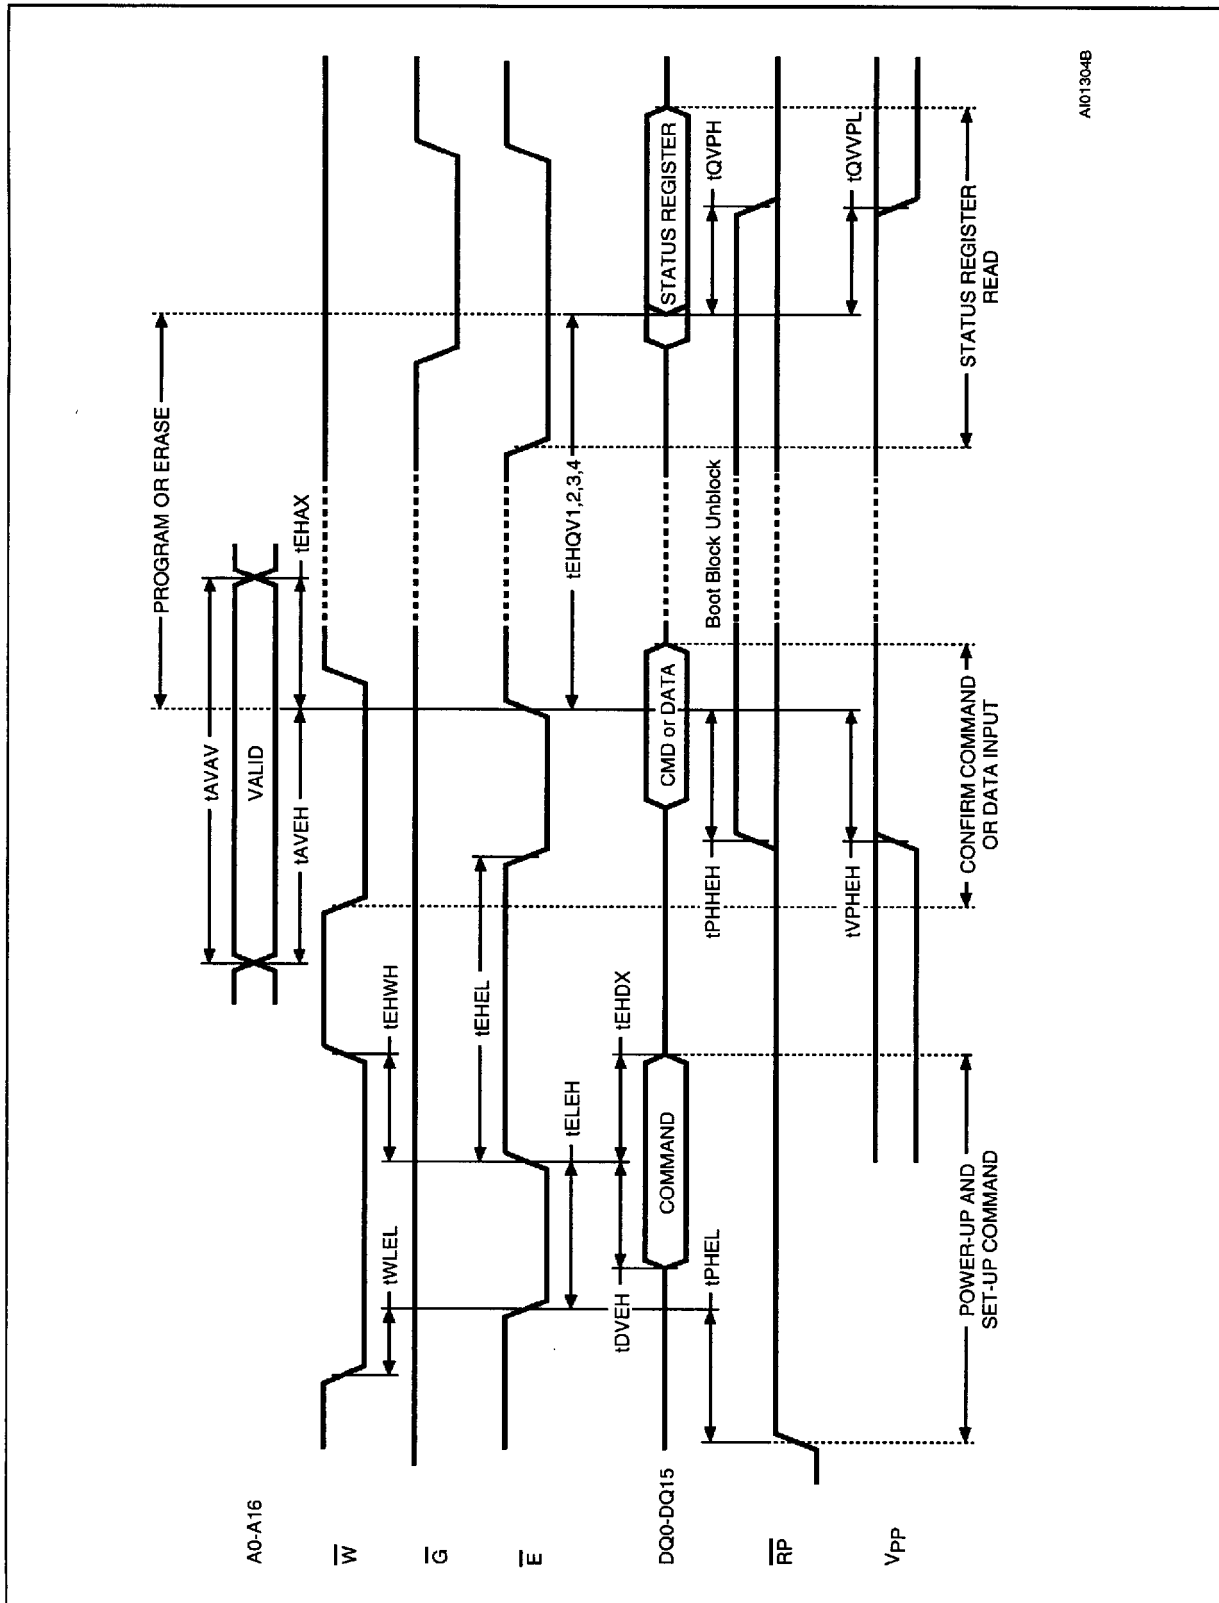 PROGRAM OR ERASE
tAVAV
A0-A16
VALID
tAVEH
tEHAX
W
tWLEL
tEHWH
G
tEHEL
E
tELEH
tEHQV1,2,3,4
tDVEH
tEHDX
DQ0-DQ15
COMMAND
CMD or DATA
STATUS REGISTER
tPHEL
tPHHEH
Boot Block Unblock
tQVPH
RP
tVPHEH
tQVVPL
VPP
POWER-UP AND
SET-UP COMMAND
CONFIRM COMMAND
OR DATA INPUT
STATUS REGISTER
READ
AI01304B